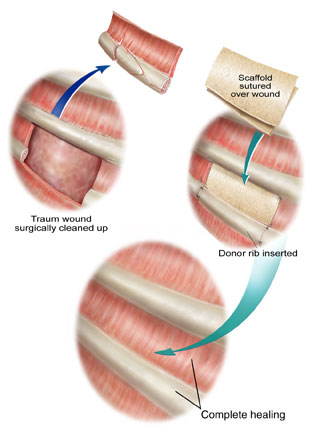 Scaffold
sutured
over wound
Traum wound
surgically cleaned up
Donor rib inserted
Complete healing